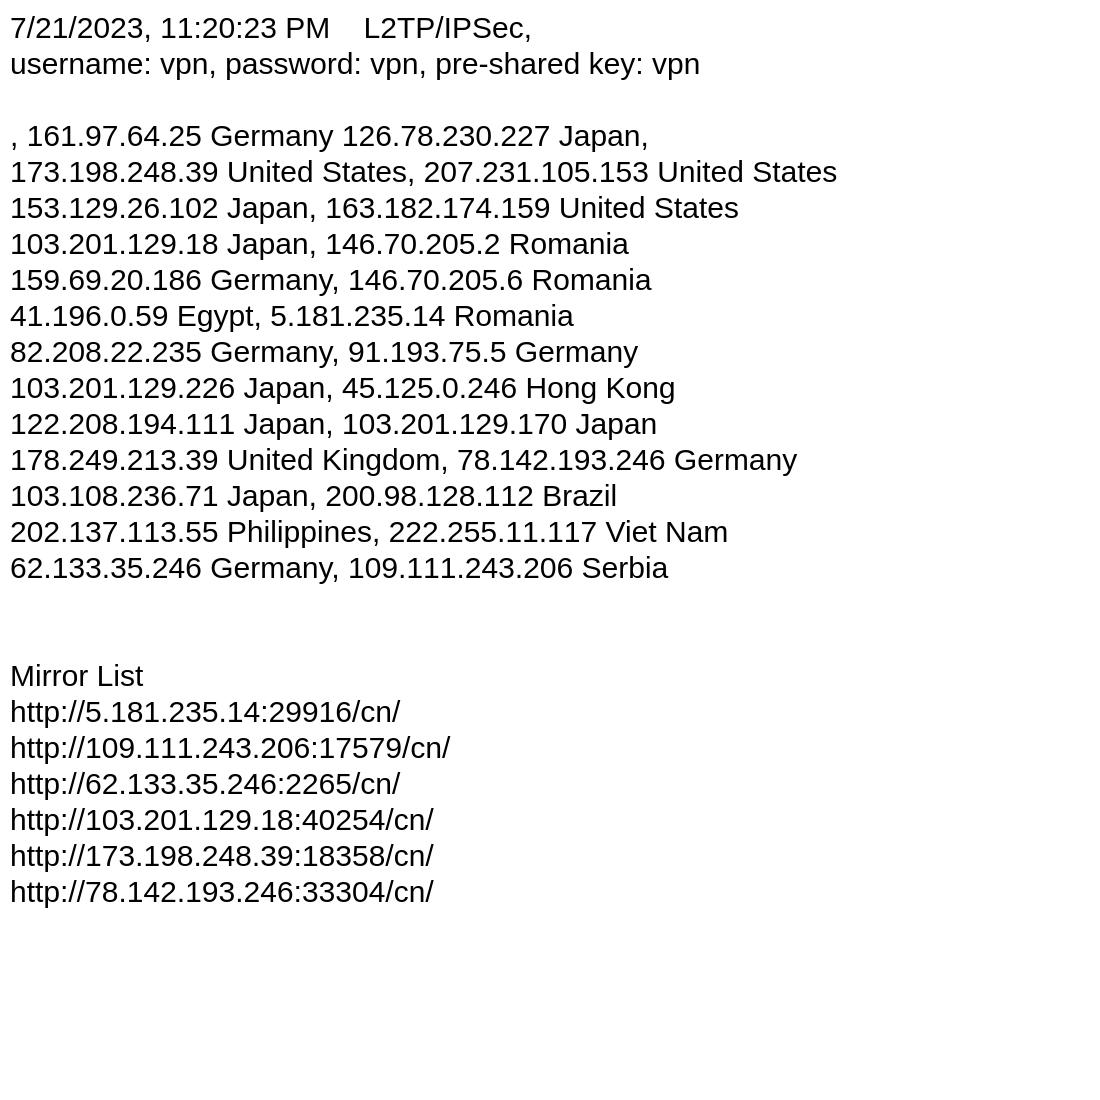 7/21/2023, 11:20:23 PM    L2TP/IPSec,
username: vpn, password: vpn, pre-shared key: vpn
, 161.97.64.25 Germany 126.78.230.227 Japan,
173.198.248.39 United States, 207.231.105.153 United States
153.129.26.102 Japan, 163.182.174.159 United States
103.201.129.18 Japan, 146.70.205.2 Romania
159.69.20.186 Germany, 146.70.205.6 Romania
41.196.0.59 Egypt, 5.181.235.14 Romania
82.208.22.235 Germany, 91.193.75.5 Germany
103.201.129.226 Japan, 45.125.0.246 Hong Kong
122.208.194.111 Japan, 103.201.129.170 Japan
178.249.213.39 United Kingdom, 78.142.193.246 Germany
103.108.236.71 Japan, 200.98.128.112 Brazil
202.137.113.55 Philippines, 222.255.11.117 Viet Nam
62.133.35.246 Germany, 109.111.243.206 Serbia
Mirror List
http://5.181.235.14:29916/cn/
http://109.111.243.206:17579/cn/
http://62.133.35.246:2265/cn/
http://103.201.129.18:40254/cn/
http://173.198.248.39:18358/cn/
http://78.142.193.246:33304/cn/